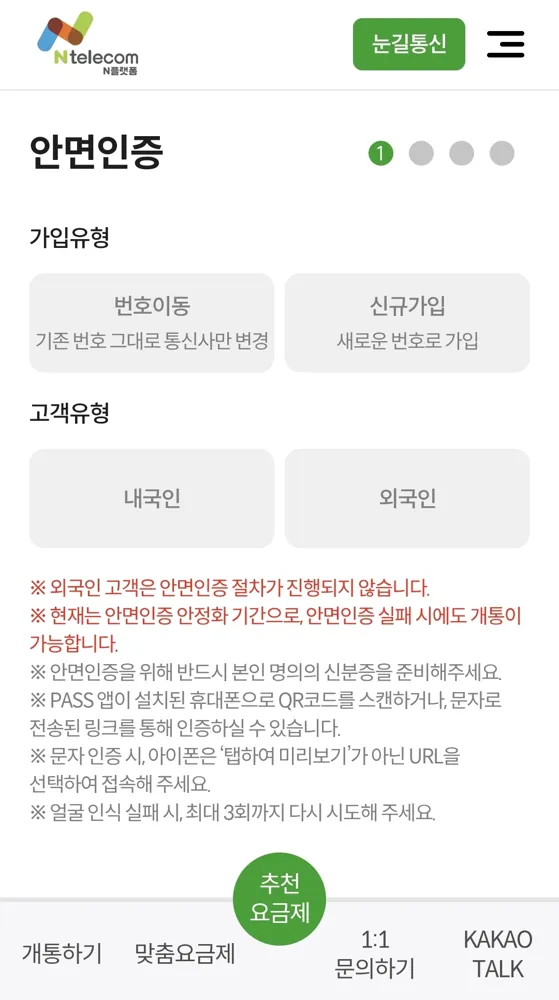 Ntelecom
N플랫폼
눈길통신
안면인증
1
가입유형
번호이동
기존 번호 그대로 통신사만 변경
신규가입
새로운 번호로 가입
고객유형
내국인
외국인
※ 외국인 고객은 안면인증 절차가 진행되지 않습니다.
※ 현재는 안면인증 안정화 기간으로, 안면인증 실패 시에도 개통이
가능합니다.
※ 안면인증을 위해 반드시 본인 명의의 신분증을 준비해주세요.
※ PASS 앱이 설치된 휴대폰으로 QR코드를 스캔하거나, 문자로
전송된 링크를 통해 인증하실 수 있습니다.
※ 문자 인증 시, 아이폰은 ‘탭하여 미리보기’가 아닌 URL을
선택하여 접속해 주세요.
※ 얼굴 인식 실패 시, 최대 3회까지 다시 시도해 주세요.
개통하기
맞춤요금제
추천
요금제
1:1
문의하기
KAKAO
TALK